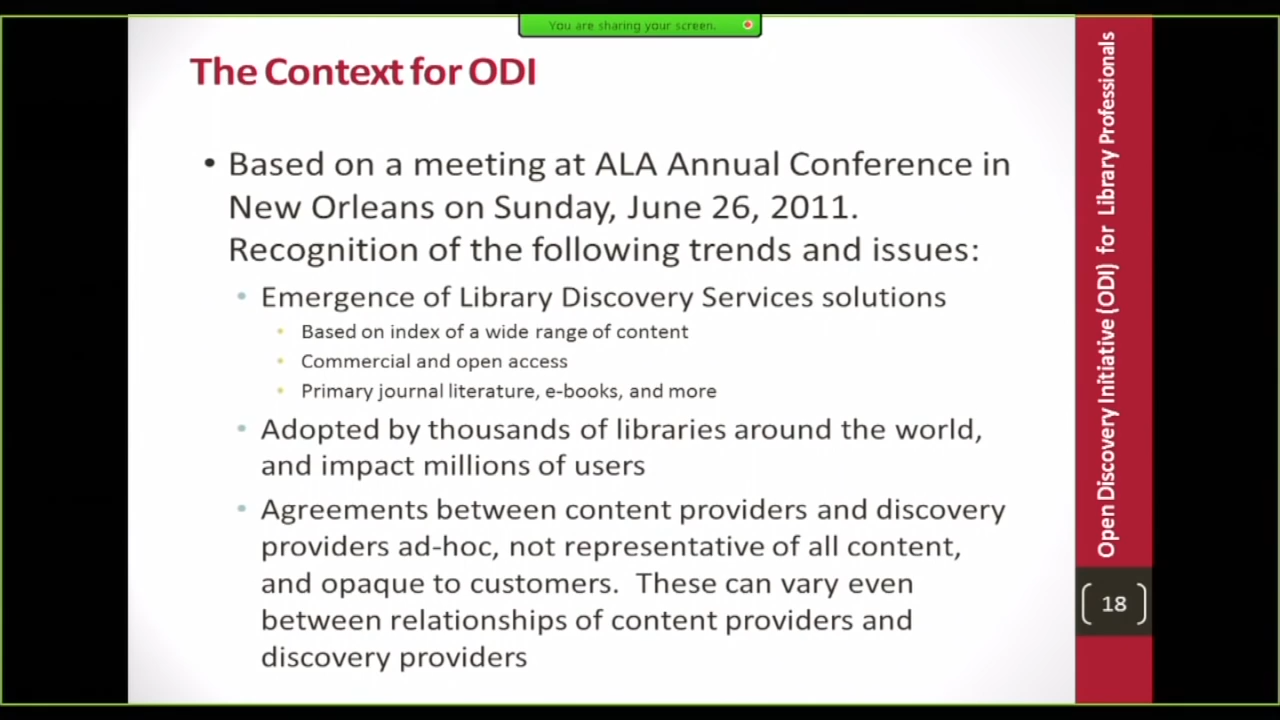 You are sharing your screen.
The Context for ODI
• Based on a meeting at ALA Annual Conference in
New Orleans on Sunday, June 26, 2011.
Recognition of the following trends and issues:
• Emergence of Library Discovery Services solutions
• Based on index of a wide range of content
• Commercial and open access
• Primary journal literature, e-books, and more
• Adopted by thousands of libraries around the world,
and impact millions of users
• Agreements between content providers and discovery
providers ad-hoc, not representative of all content,
and opaque to customers.  These can vary even
between relationships of content providers and
discovery providers
Open Discovery Initiative (ODI) for Library Professionals
18